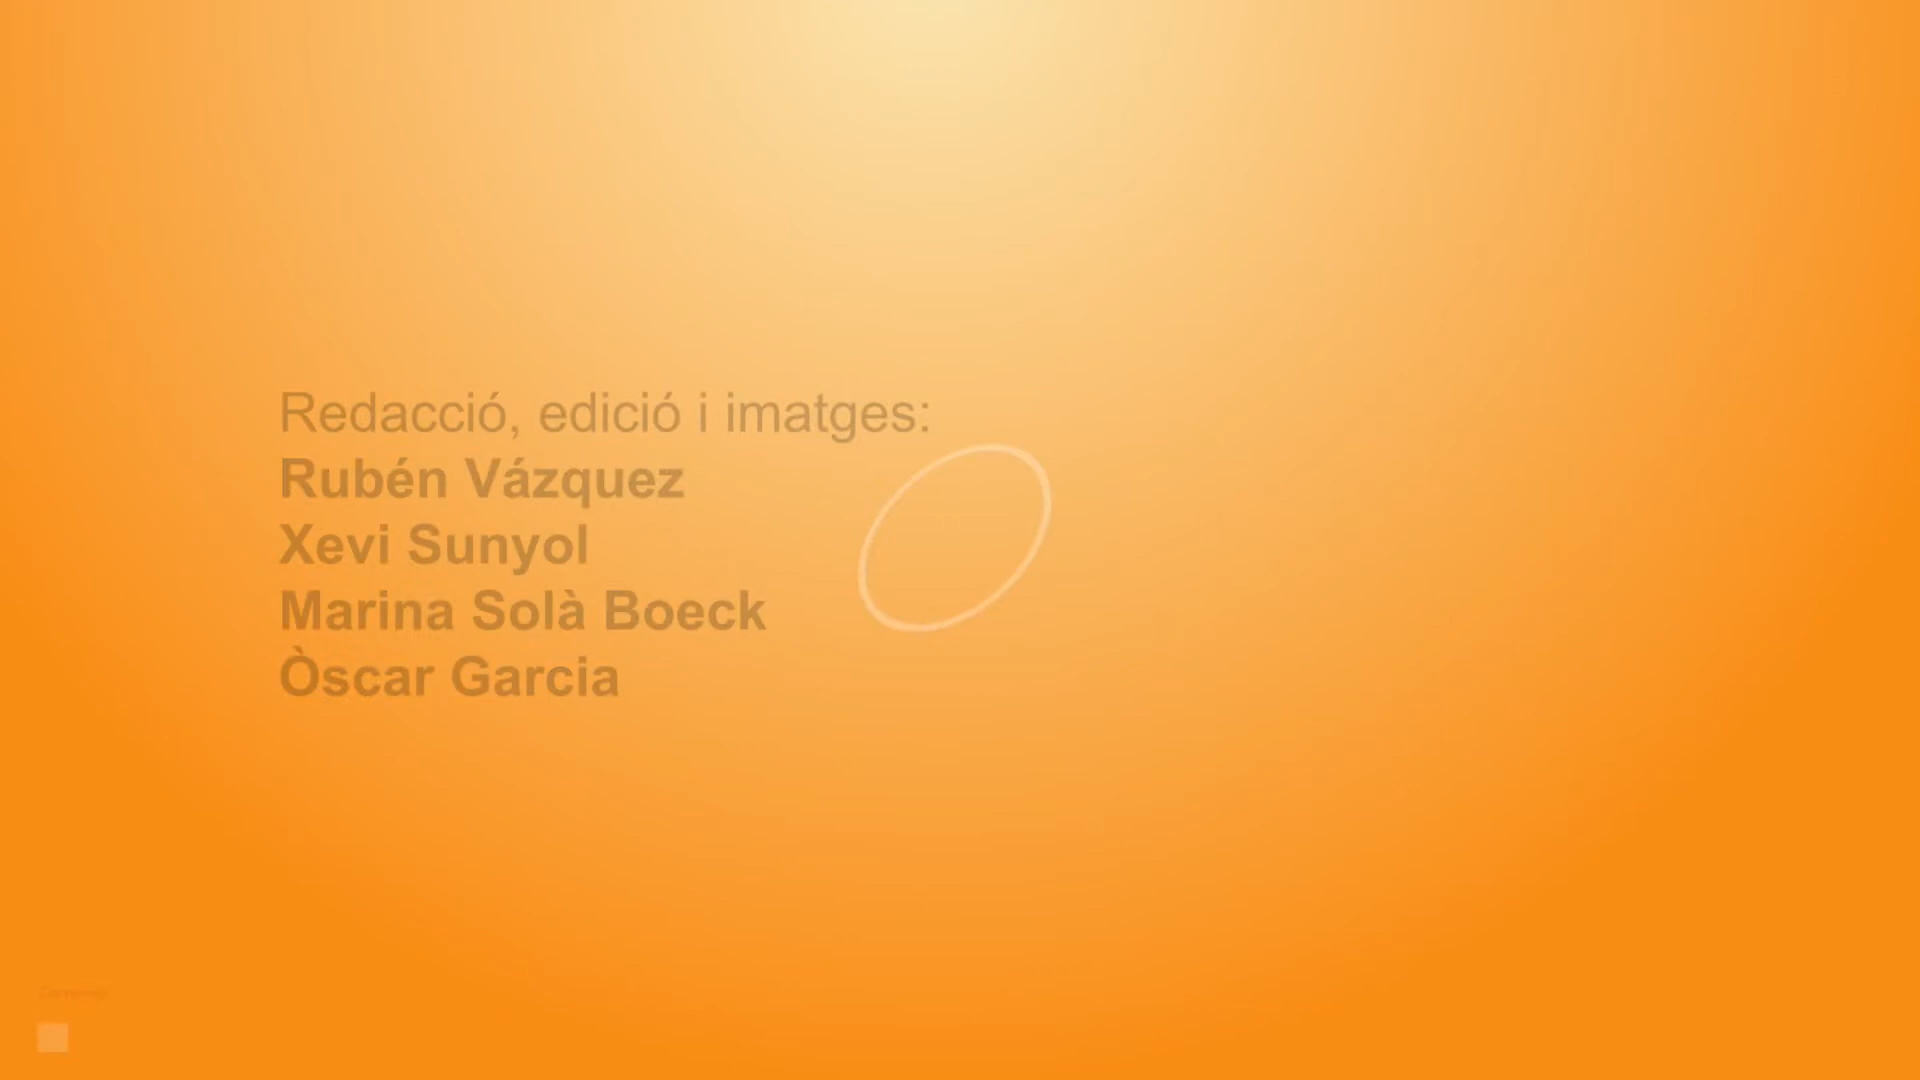 Redacció, edició i imatges:
Rubén Vázquez
Xevi Sunyol
Marina Solà Boeck
Òscar Garcia